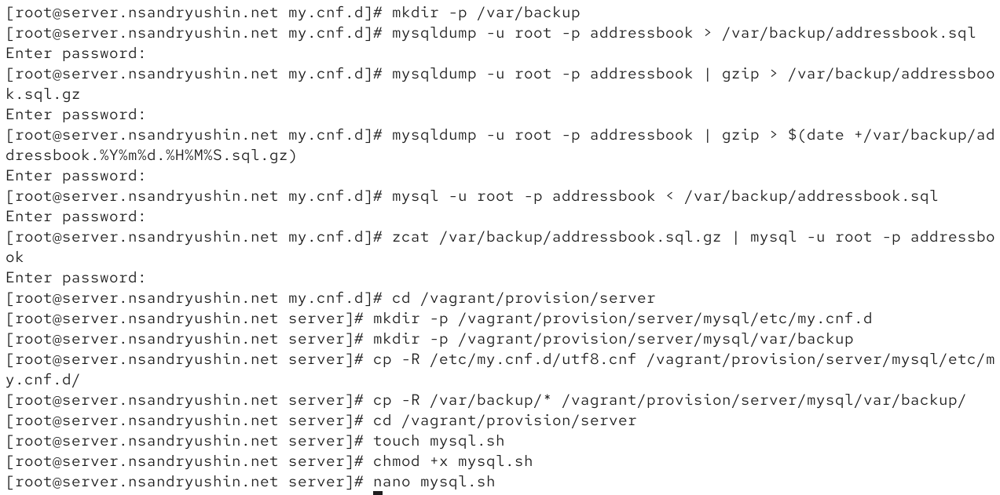 [root@server.nsandryushin.net my.cnf.d]# mkdir -p /var/backup
[root@server.nsandryushin.net my.cnf.d]# mysqldump -u root -p addressbook > /var/backup/addressbook.sql
Enter password:
[root@server.nsandryushin.net my.cnf.d]# mysqldump -u root -p addressbook | gzip > /var/backup/addressboo
k.sql.gz
Enter password:
[root@server.nsandryushin.net my.cnf.d]# mysqldump -u root -p addressbook | gzip > $(date +/var/backup/ad
dressbook.%Y%m%d.%H%M%S.sql.gz)
Enter password:
[root@server.nsandryushin.net my.cnf.d]# mysql -u root -p addressbook < /var/backup/addressbook.sql
Enter password:
[root@server.nsandryushin.net my.cnf.d]# zcat /var/backup/addressbook.sql.gz | mysql -u root -p addressbo
ok
Enter password:
[root@server.nsandryushin.net my.cnf.d]# cd /vagrant/provision/server
[root@server.nsandryushin.net server]# mkdir -p /vagrant/provision/server/mysql/etc/my.cnf.d
[root@server.nsandryushin.net server]# mkdir -p /vagrant/provision/server/mysql/var/backup
[root@server.nsandryushin.net server]# cp -R /etc/my.cnf.d/utf8.cnf /vagrant/provision/server/mysql/etc/m
y.cnf.d/
[root@server.nsandryushin.net server]# cp -R /var/backup/* /vagrant/provision/server/mysql/var/backup/
[root@server.nsandryushin.net server]# cd /vagrant/provision/server
[root@server.nsandryushin.net server]# touch mysql.sh
[root@server.nsandryushin.net server]# chmod +x mysql.sh
[root@server.nsandryushin.net server]# nano mysql.sh